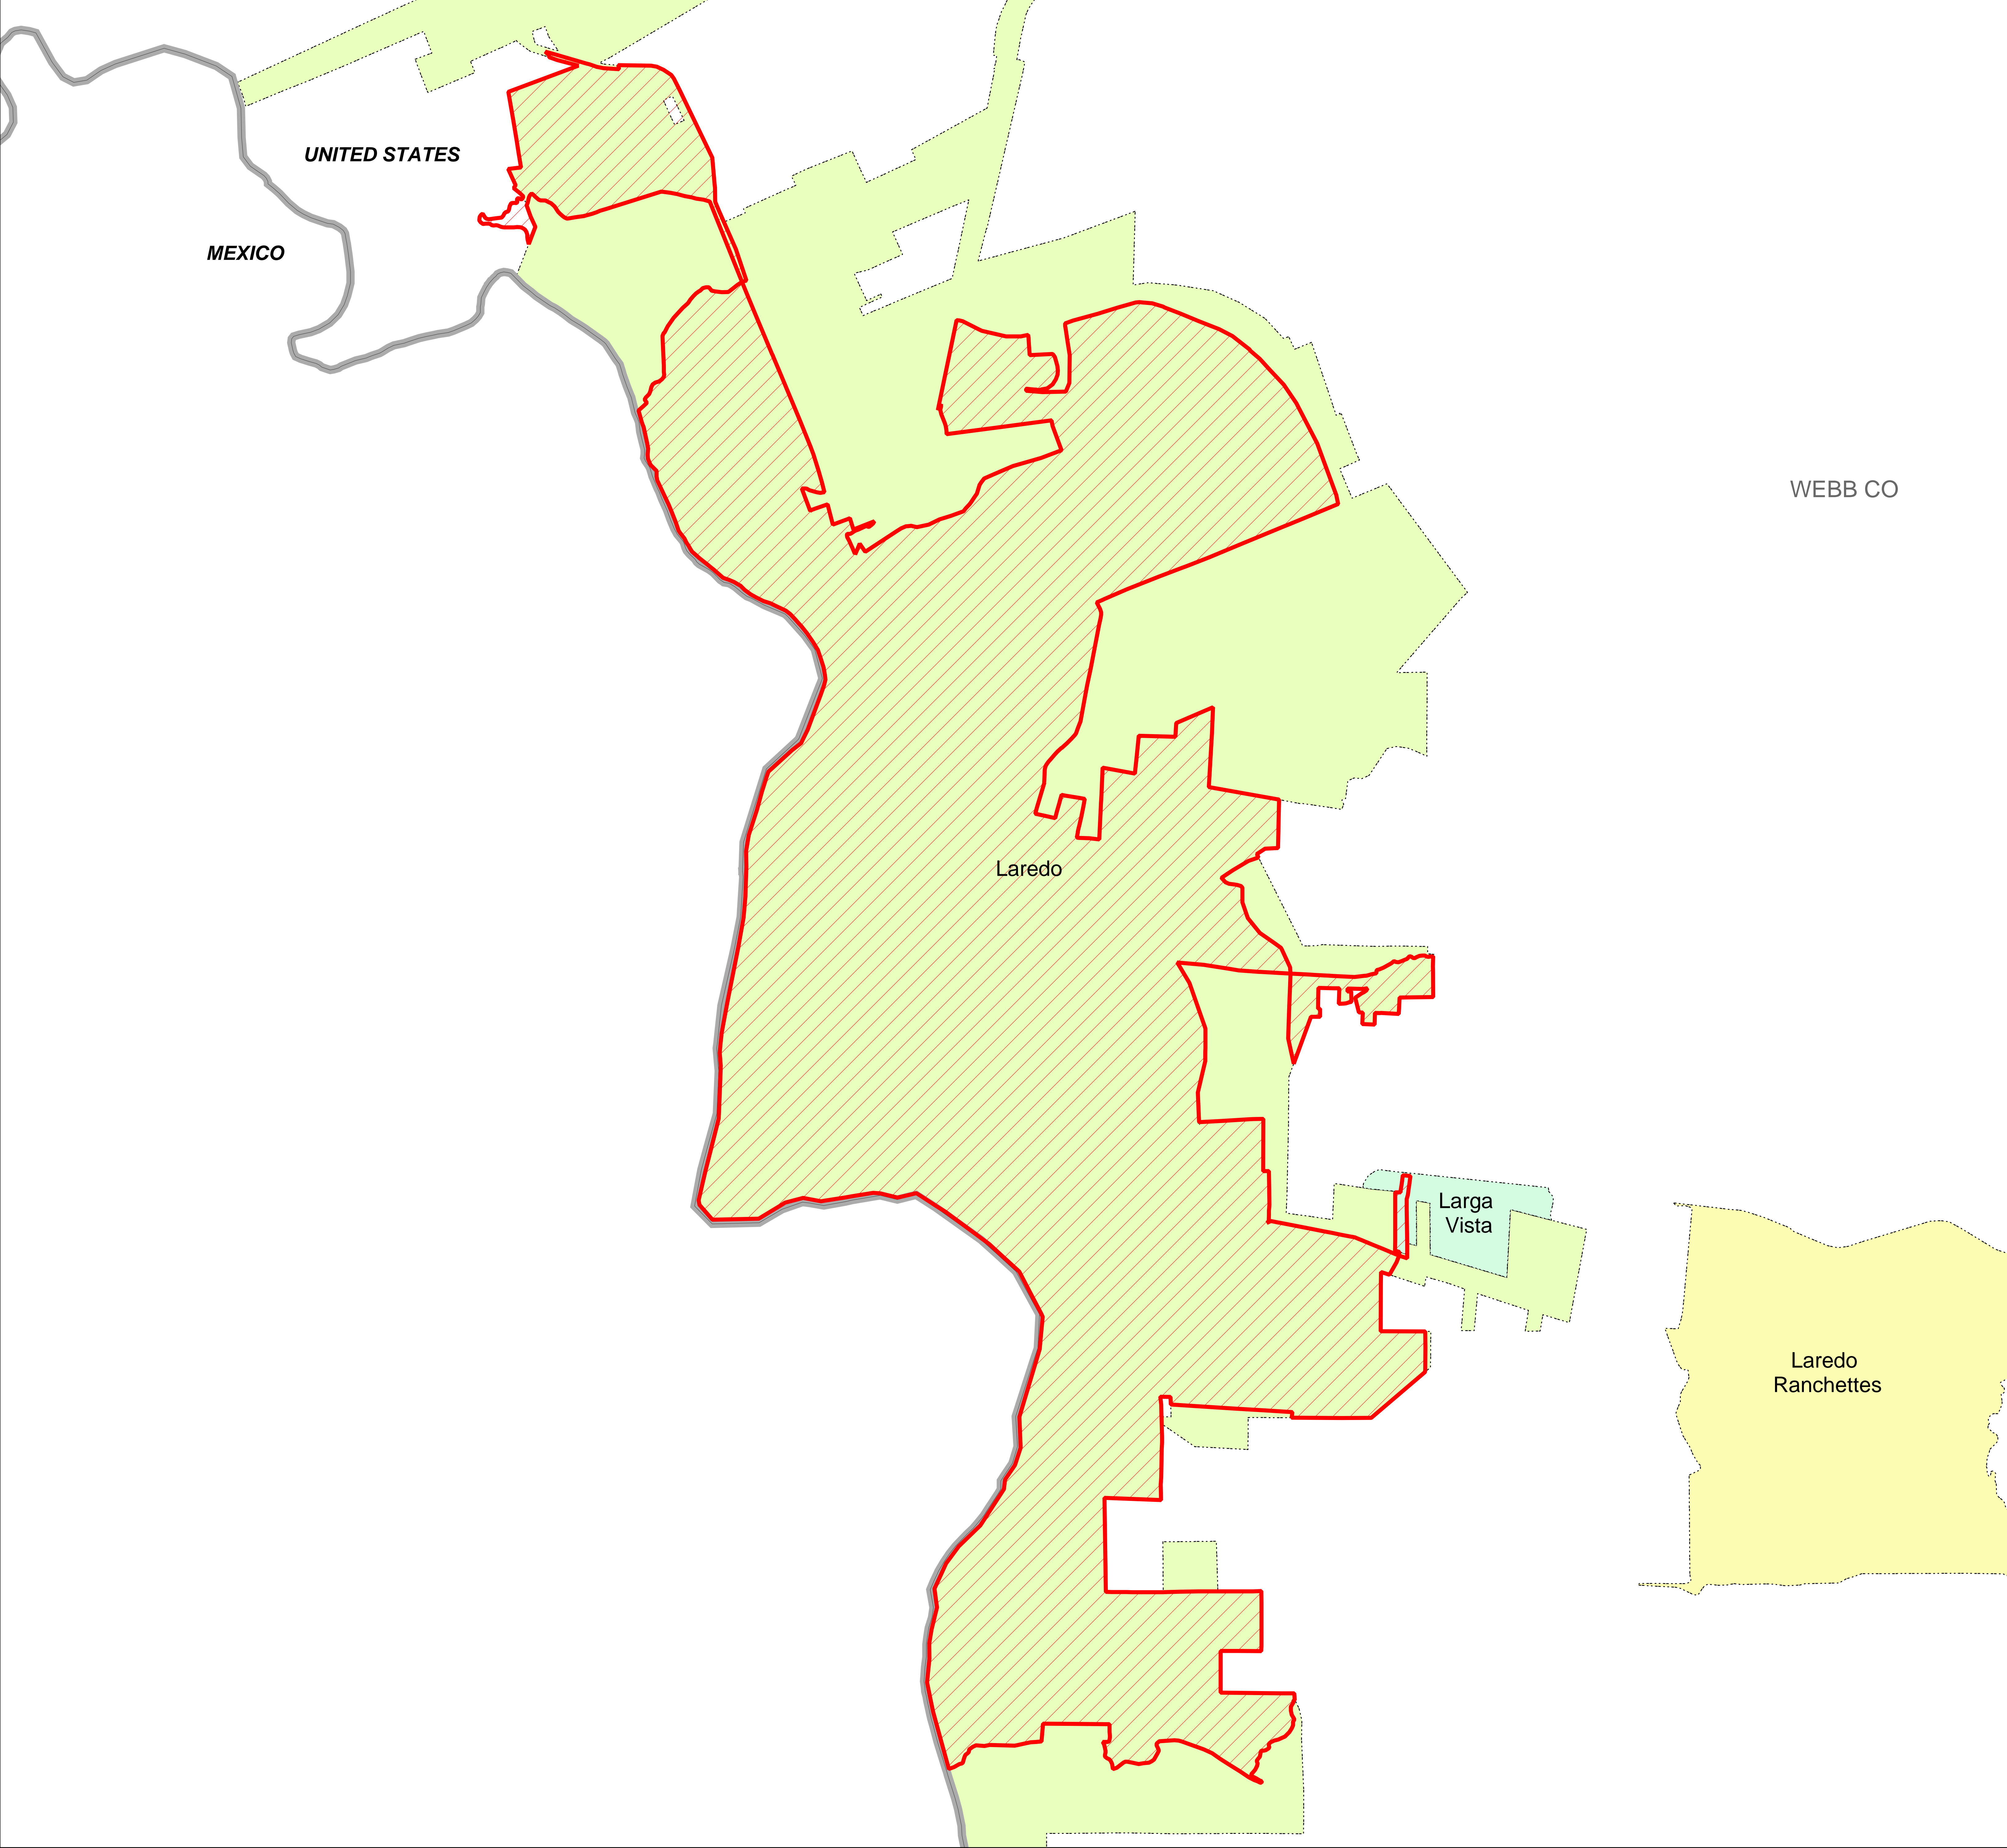 UNITED STATES
MEXICO
WEBB CO
Laredo
Larga
Vista
Laredo
Ranchettes